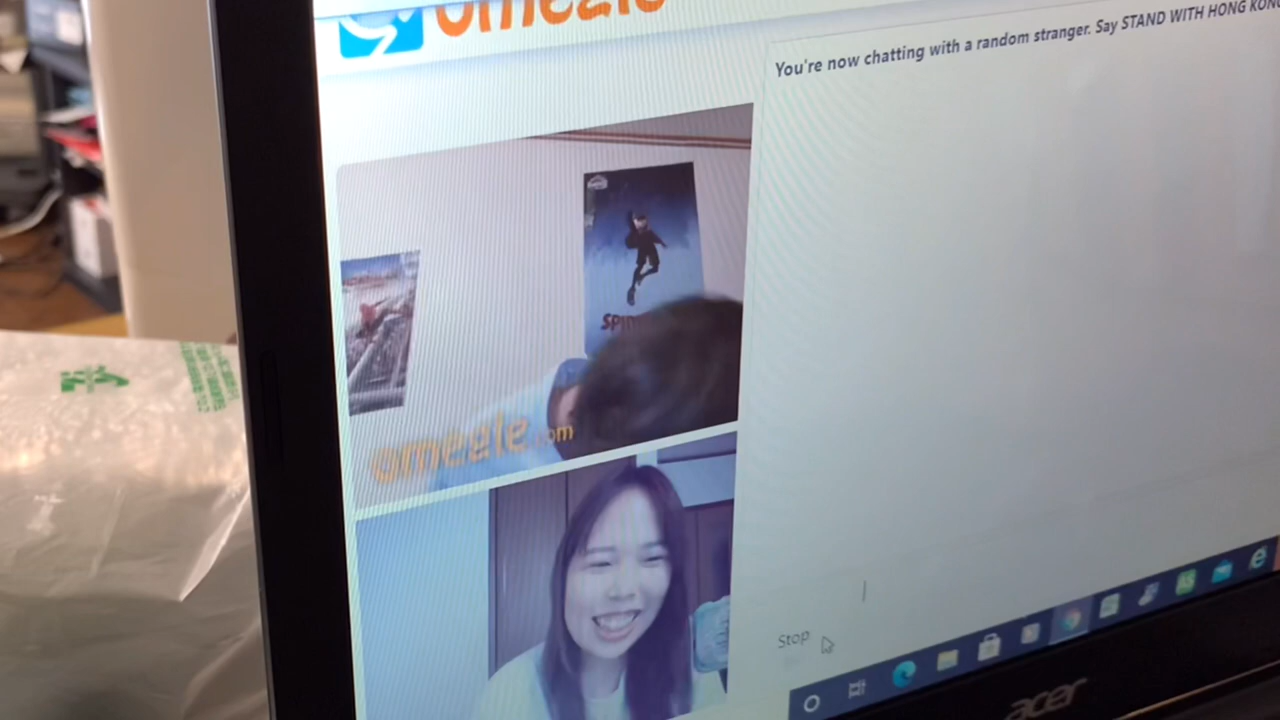 omegle
You're now chatting with a random stranger. Say STAND WITH HONG KONG
omegle.com
Stop
acer